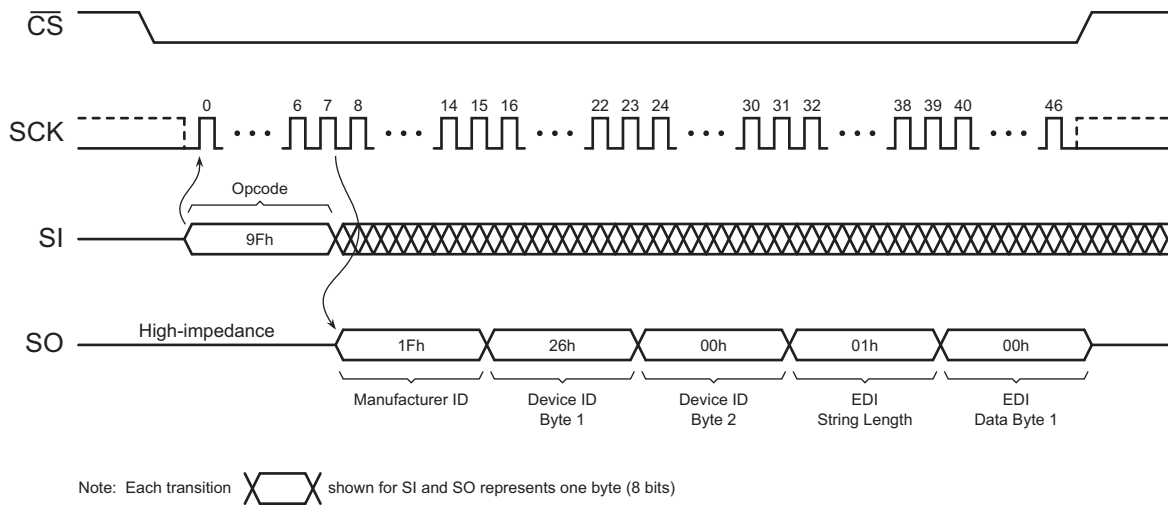 CS
SCK
0 6 7 8 14 15 16 22 23 24 30 31 32 38 39 40 46
Opcode
SI
9Fh
High-impedance
SO
1Fh 26h 00h 01h 00h
Manufacturer ID Device ID EDI
Byte 1 Byte 2 String Length Data Byte 1
Note: Each transition shown for SI and SO represents one byte (8 bits)